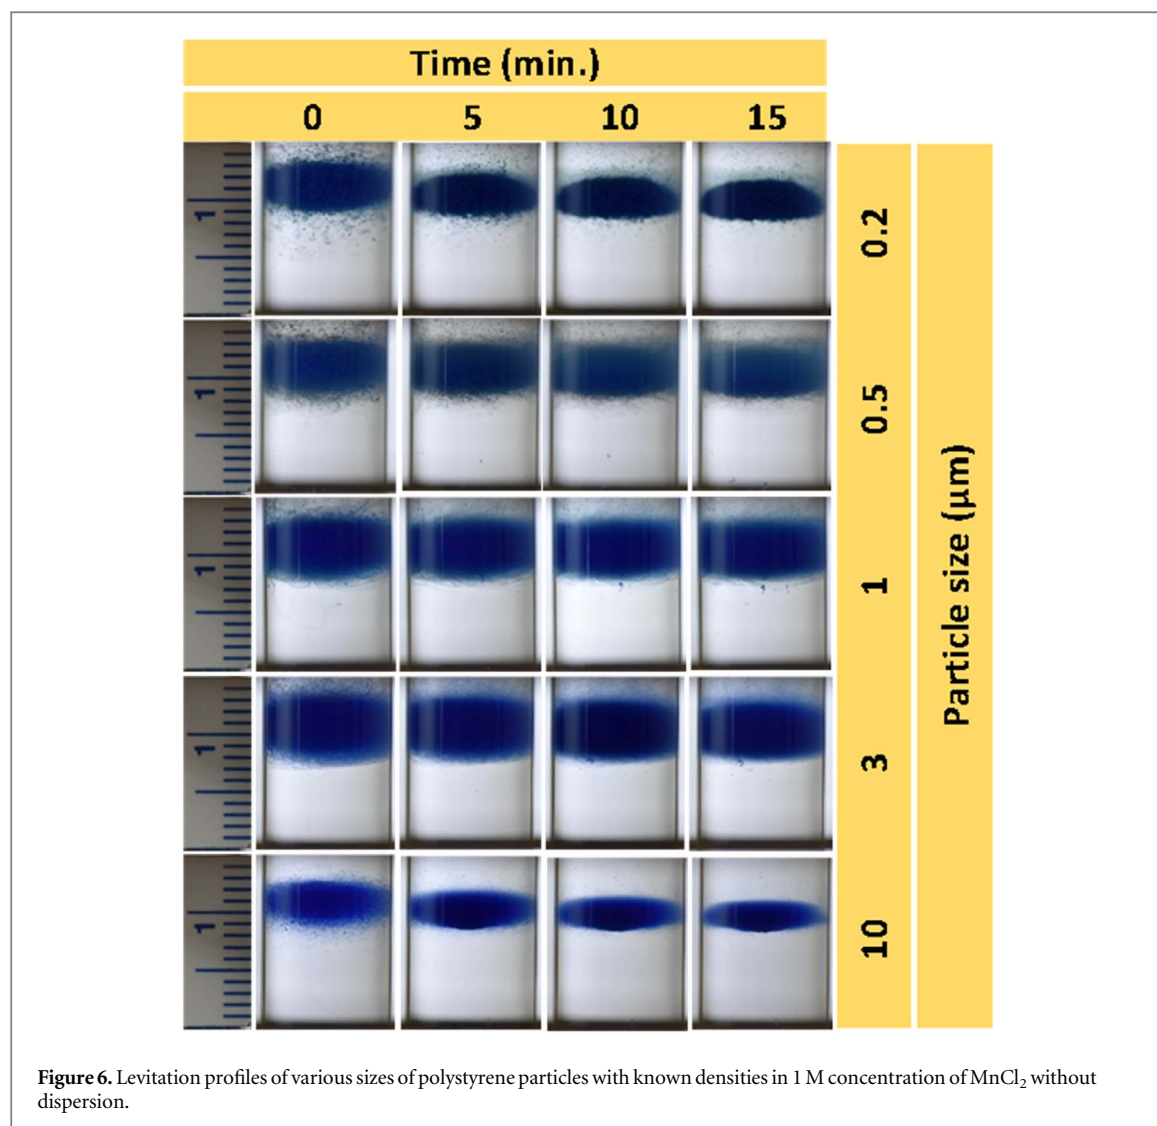 Time (min.)
0 5 10 15
1
0.2
1
0.5
1
1
1
3
1
10
Particle size (µm)
Figure 6. Levitation profiles of various sizes of polystyrene particles with known densities in 1 M concentration of MnCl₂ without
dispersion.